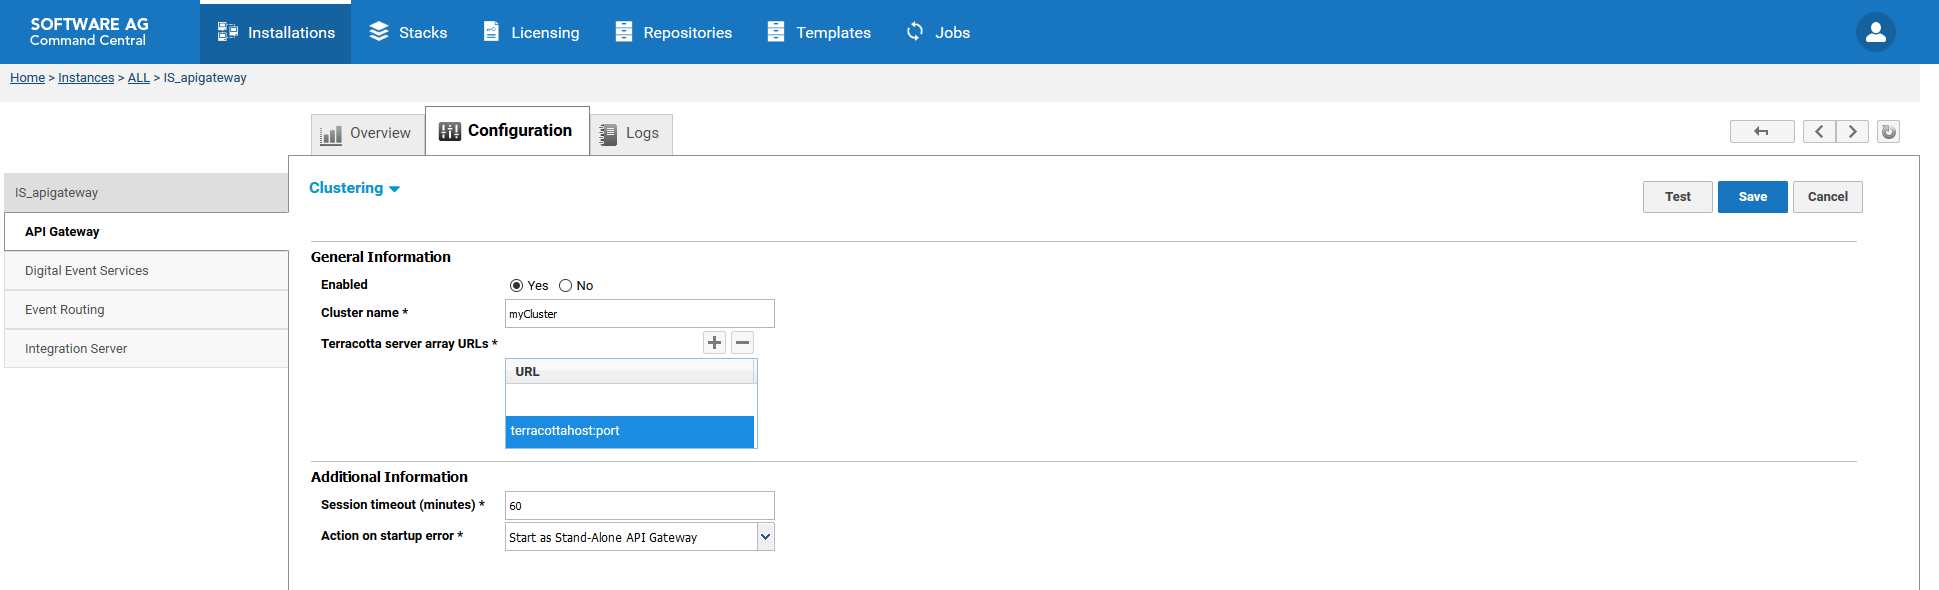 SOFTWARE AG
Command Central
Installations
Stacks
Licensing
Repositories
Templates
Jobs
Home > Instances > ALL > IS_apigateway
Overview
Configuration
Logs
IS_apigateway
API Gateway
Digital Event Services
Event Routing
Integration Server
Clustering
Test
Save
Cancel
General Information
Enabled
Yes
No
Cluster name *
myCluster
Terracotta server array URLs *
URL
terracottahost:port
Additional Information
Session timeout (minutes) *
60
Action on startup error *
Start as Stand-Alone API Gateway